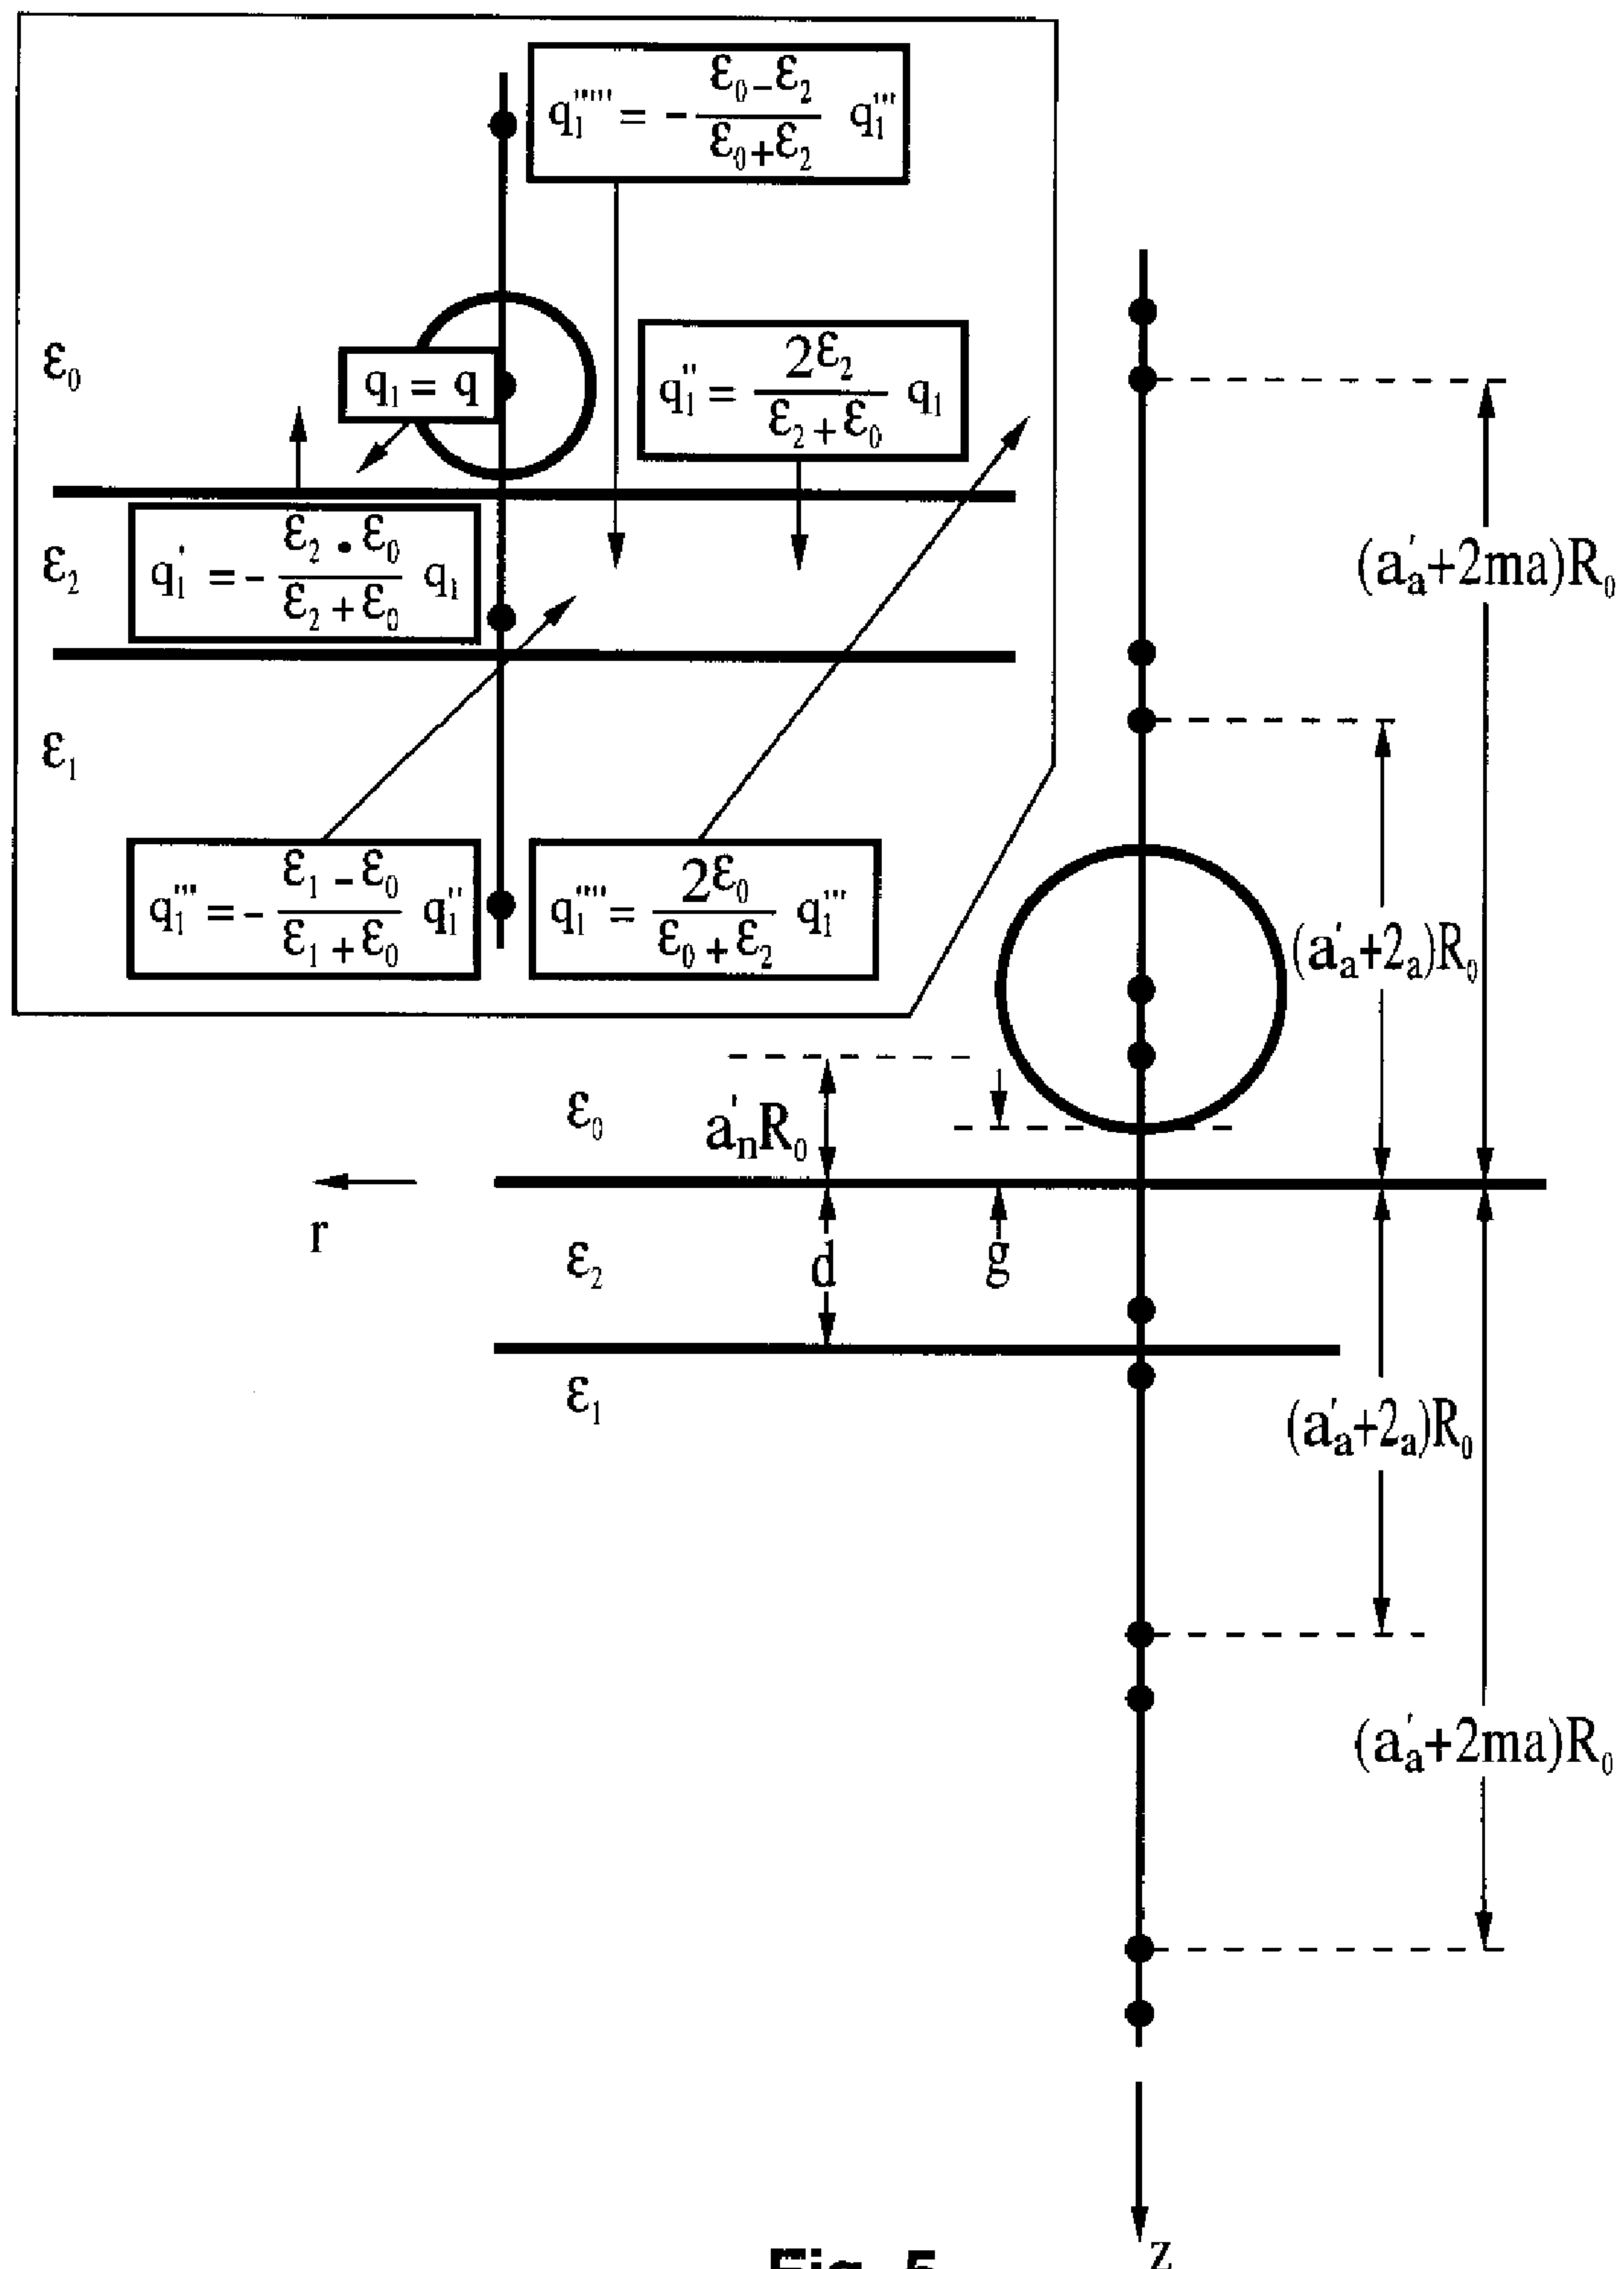 q₁''''' = - (ε₀ - ε₂)/(ε₀ + ε₂) q₁'''
ε₀
q₁ = q
q₁'' = 2ε₂/(ε₂ + ε₀) q₁
ε₂
q₁' = - (ε₂ · ε₀)/(ε₂ + ε₀) q₁
ε₁
q₁''' = - (ε₁ - ε₀)/(ε₁ + ε₀) q₁''
q₁'''' = 2ε₀/(ε₀ + ε₂) q₁'''
(a'ₐ+2ma)R₀
(a'ₐ+2ₐ)R₀
ε₀
a'ₙR₀
r
ε₂
d
g
ε₁
(a'ₐ+2ₐ)R₀
(a'ₐ+2ma)R₀
z
Fig. 5